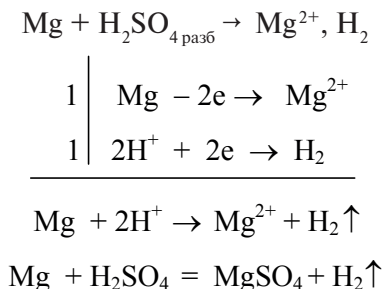 Mg + H₂SO₄ разб → Mg²⁺, H₂
1 | Mg – 2e → Mg²⁺
1 | 2H⁺ + 2e → H₂
Mg + 2H⁺ → Mg²⁺ + H₂↑
Mg + H₂SO₄ = MgSO₄ + H₂↑